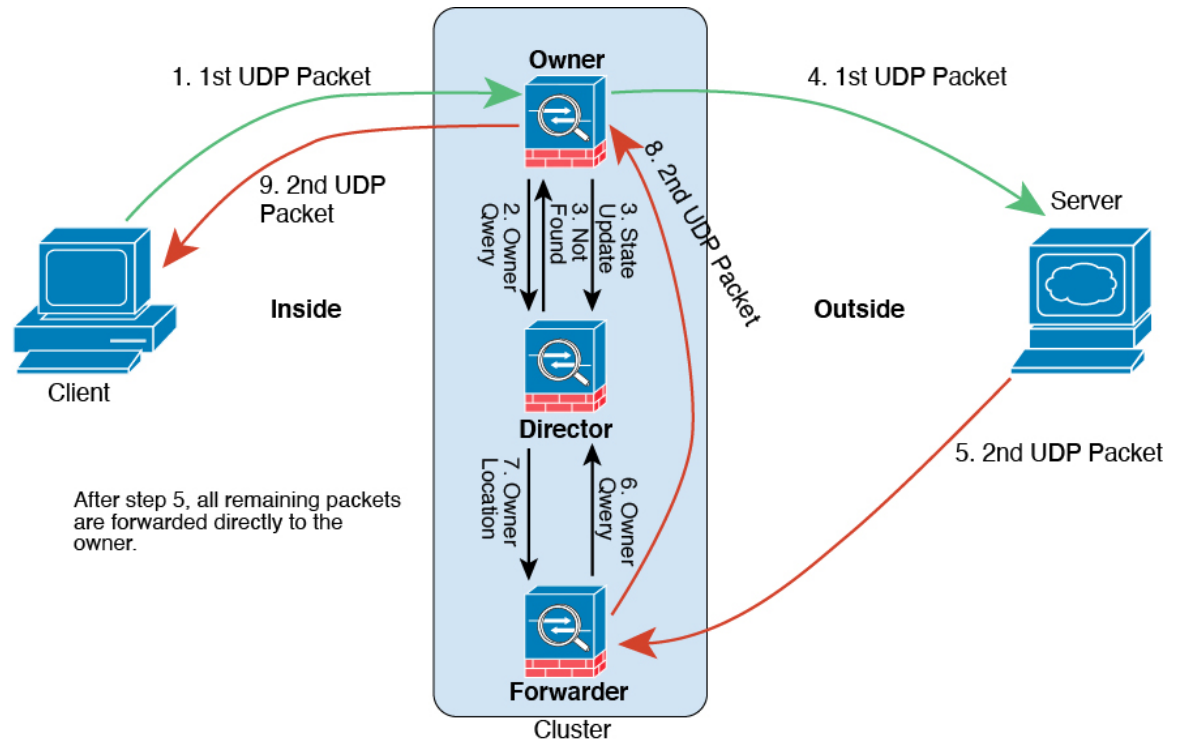 Owner
1. 1st UDP Packet
4. 1st UDP Packet
9. 2nd UDP
Packet
2. Owner
Qwery
3. Not
Found
3. State
Update
8. 2nd UDP Packet
Server
Inside
Outside
Client
Director
5. 2nd UDP Packet
7. Owner
Location
6. Owner
Qwery
After step 5, all remaining packets
are forwarded directly to the
owner.
Forwarder
Cluster